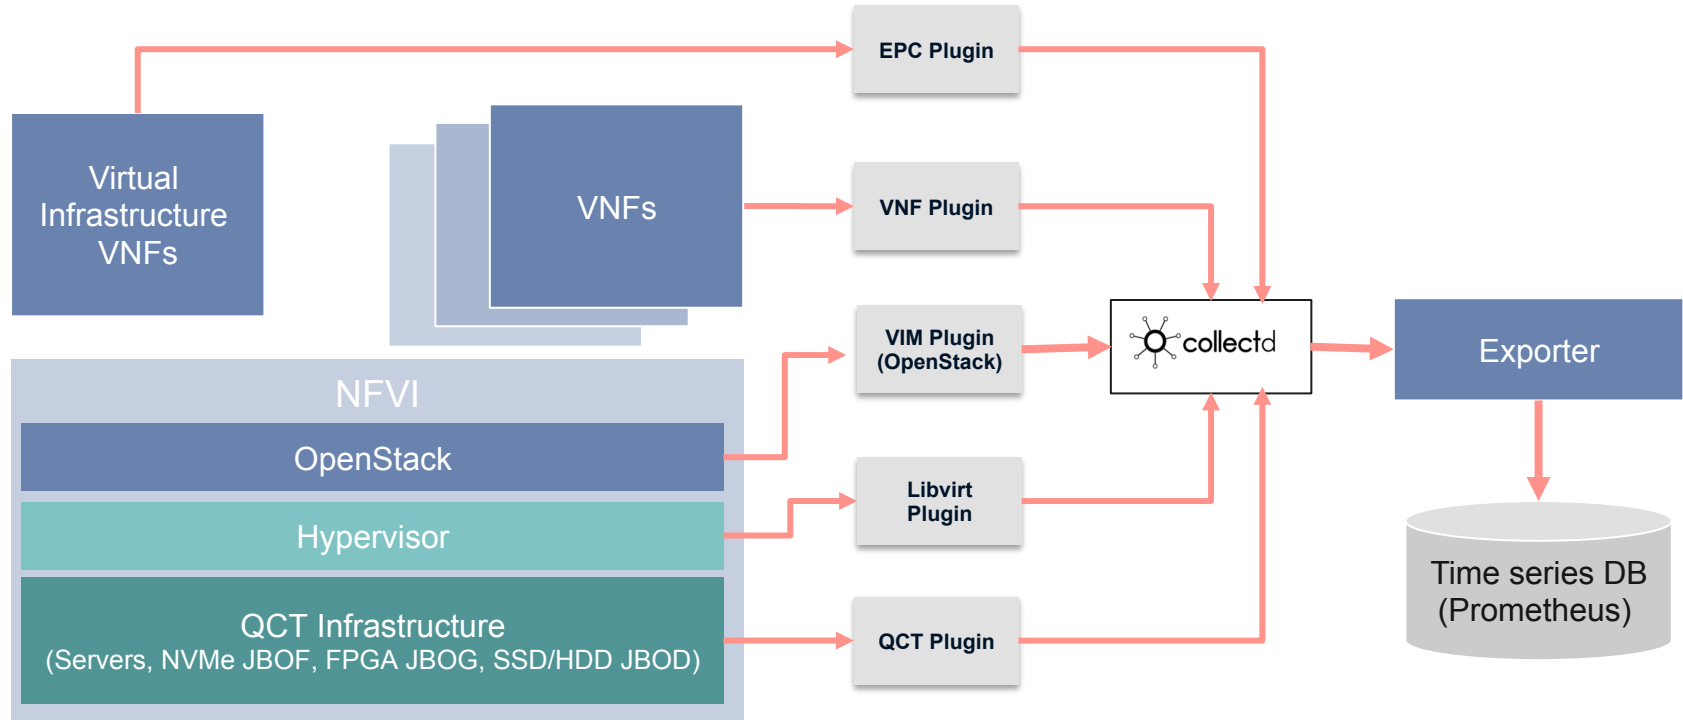 EPC Plugin
Virtual
Infrastructure
VNFs
VNFs
VNF Plugin
VIM Plugin
(OpenStack)
collectd
Exporter
NFVI
OpenStack
Hypervisor
Libvirt
Plugin
QCT Infrastructure
(Servers, NVMe JBOF, FPGA JBOG, SSD/HDD JBOD)
QCT Plugin
Time series DB
(Prometheus)